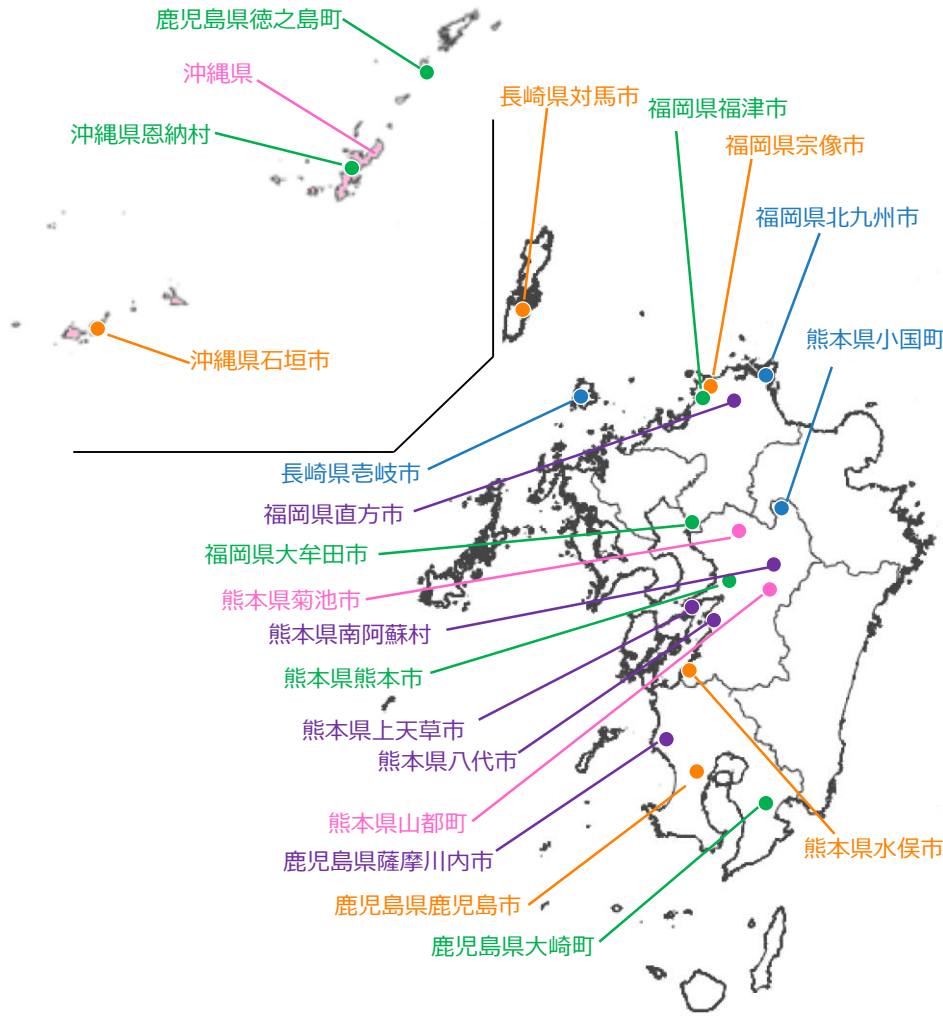 鹿児島県徳之島町
沖縄県
沖縄県恩納村
沖縄県石垣市
長崎県対馬市
福岡県福津市
福岡県宗像市
福岡県北九州市
熊本県小国町
長崎県壱岐市
福岡県直方市
福岡県大牟田市
熊本県菊池市
熊本県南阿蘇村
熊本県熊本市
熊本県上天草市
熊本県八代市
熊本県山都町
熊本県水俣市
鹿児島県薩摩川内市
鹿児島県鹿児島市
鹿児島県大崎町